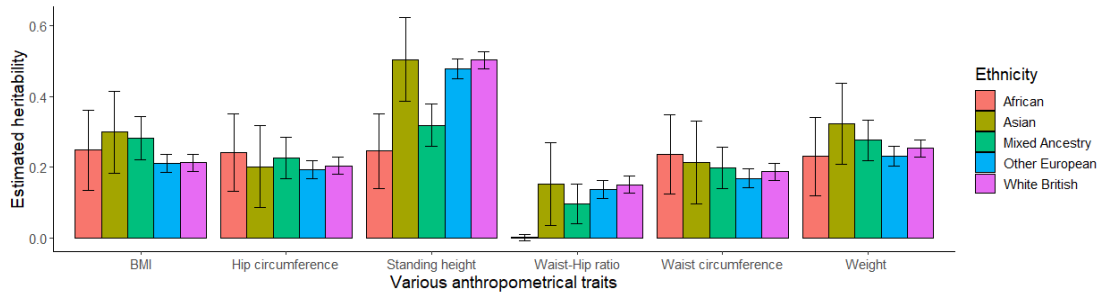 Estimated heritability
0.6
0.4
0.2
0.0
BMI
Hip circumference
Standing height
Waist-Hip ratio
Waist circumference
Weight
Various anthropometrical traits
Ethnicity
African
Asian
Mixed Ancestry
Other European
White British